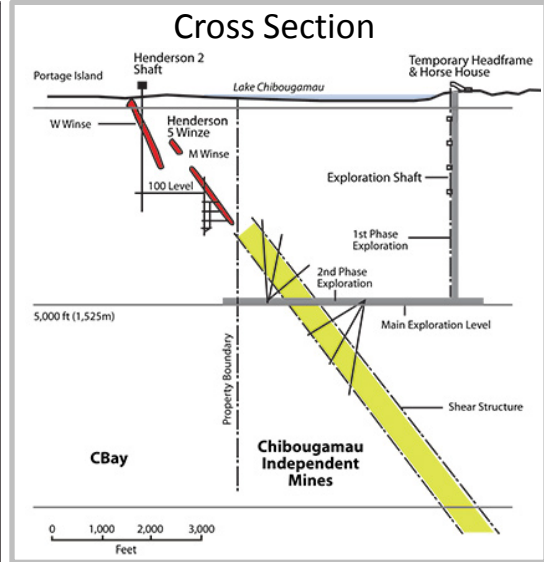 Cross Section
Henderson 2
Shaft
Temporary Headframe
& Horse House
Portage Island
Lake Chibougamau
W Winse
Henderson
S Winze
M Winse
100 Level
Exploration Shaft
1st Phase
Exploration
2nd Phase
Exploration
5,000 ft (1,525m)
Main Exploration Level
Property Boundary
Shear Structure
CBay
Chibougamau
Independent
Mines
0 1,000 2,000 3,000
Feet